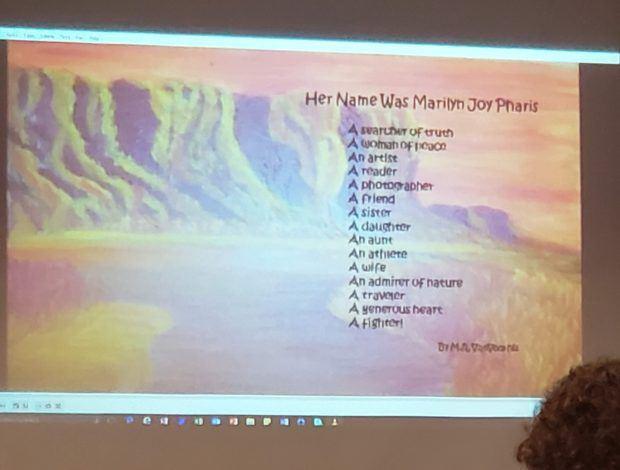 Her Name Was Marilyn Joy Pharis
A searcher of truth
A woman of peace
An artist
A reader
A photographer
A friend
A sister
A daughter
An aunt
An athlete
A wife
An admirer of nature
A traveler
A generous heart
A fighter!
By